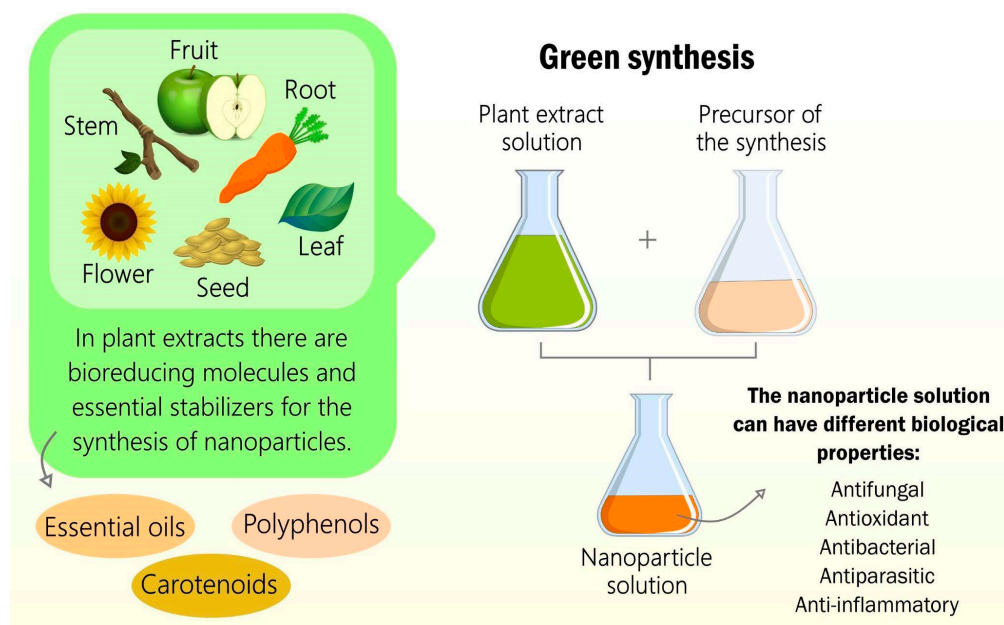 Fruit
Root
Stem
Leaf
Flower
Seed
In plant extracts there are
bioreducing molecules and
essential stabilizers for the
synthesis of nanoparticles.
Essential oils
Polyphenols
Carotenoids
Green synthesis
Plant extract
solution
Precursor of
the synthesis
+
Nanoparticle
solution
The nanoparticle solution
can have different biological
properties:
Antifungal
Antioxidant
Antibacterial
Antiparasitic
Anti-inflammatory